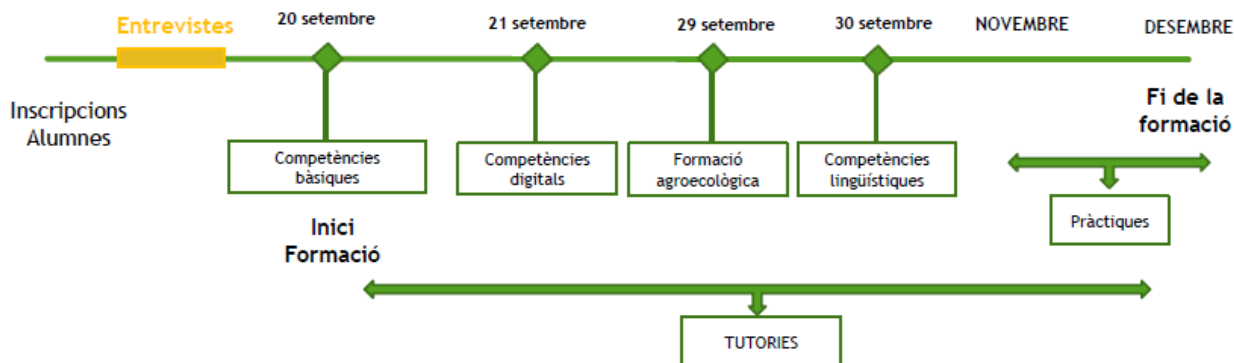 Entrevistes
20 setembre
21 setembre
29 setembre
30 setembre
NOVEMBRE
DESEMBRE
Inscripcions
Alumnes
Competències
bàsiques
Competències
digitals
Formació
agroecològica
Competències
lingüístiques
Fi de la
formació
Pràctiques
Inici
Formació
TUTORIES